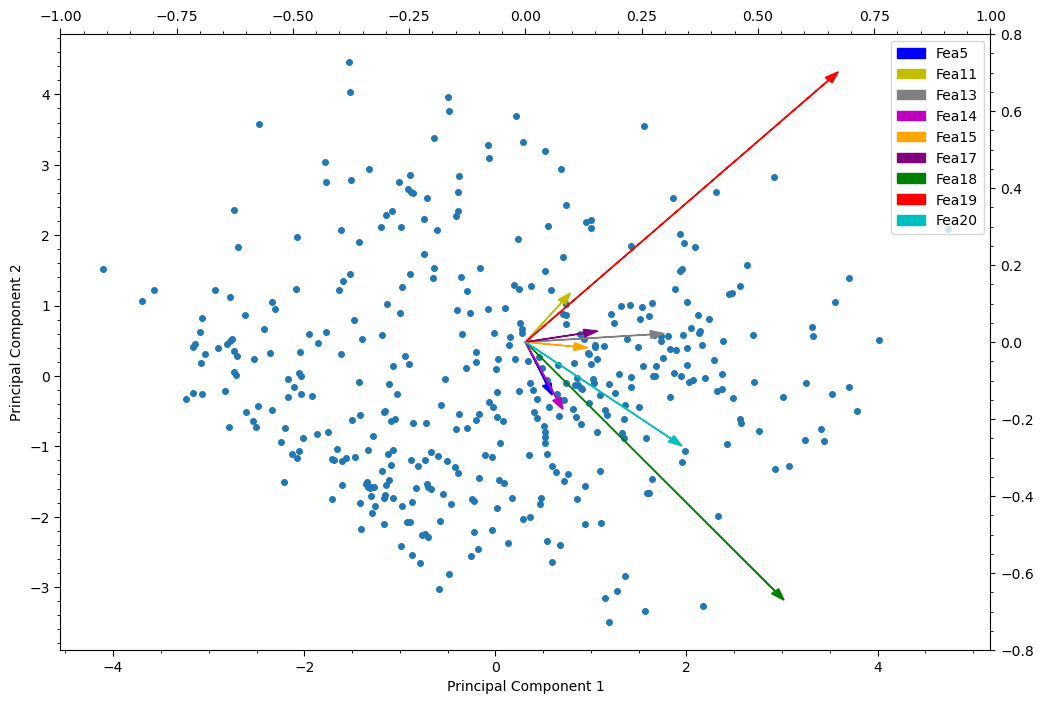 −1.00 −0.75 −0.50 −0.25 0.00 0.25 0.50 0.75 1.00
Fea5
Fea11
Fea13
Fea14
Fea15
Fea17
Fea18
Fea19
Fea20
4
3
2
1
0
−1
−2
−3
Principal Component 2
0.8
0.6
0.4
0.2
0.0
−0.2
−0.4
−0.6
−0.8
−4 −2 0 2 4
Principal Component 1